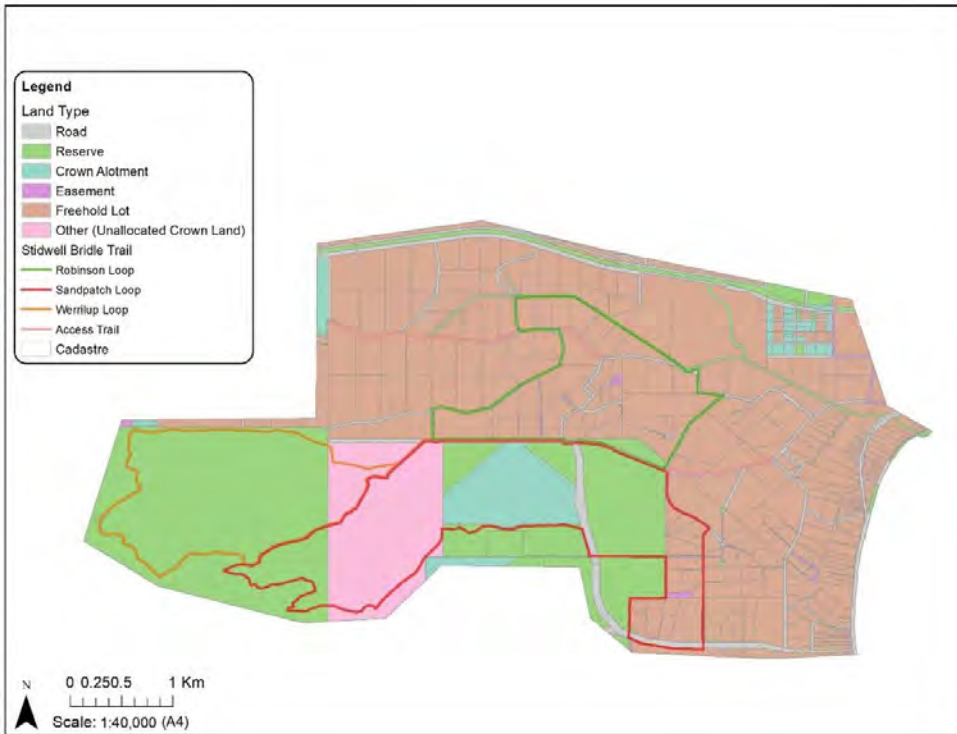 Legend
Land Type
Road
Reserve
Crown Alotment
Easement
Freehold Lot
Other (Unallocated Crown Land)
Stidwell Bridle Trail
Robinson Loop
Sandpatch Loop
Werrilup Loop
Access Trail
Cadastre
N
0 0.250.5 1 Km
Scale: 1:40,000 (A4)